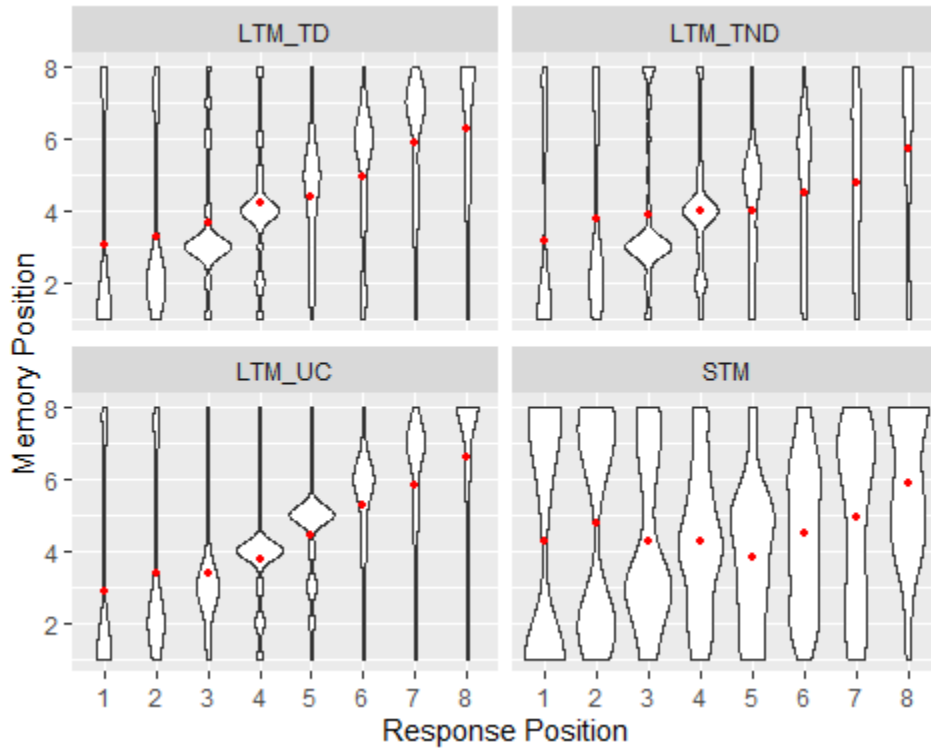 LTM_TD
LTM_TND
8
6
4
2
LTM_UC
STM
8
6
4
2
1 2 3 4 5 6 7 8
1 2 3 4 5 6 7 8
Memory Position
Response Position